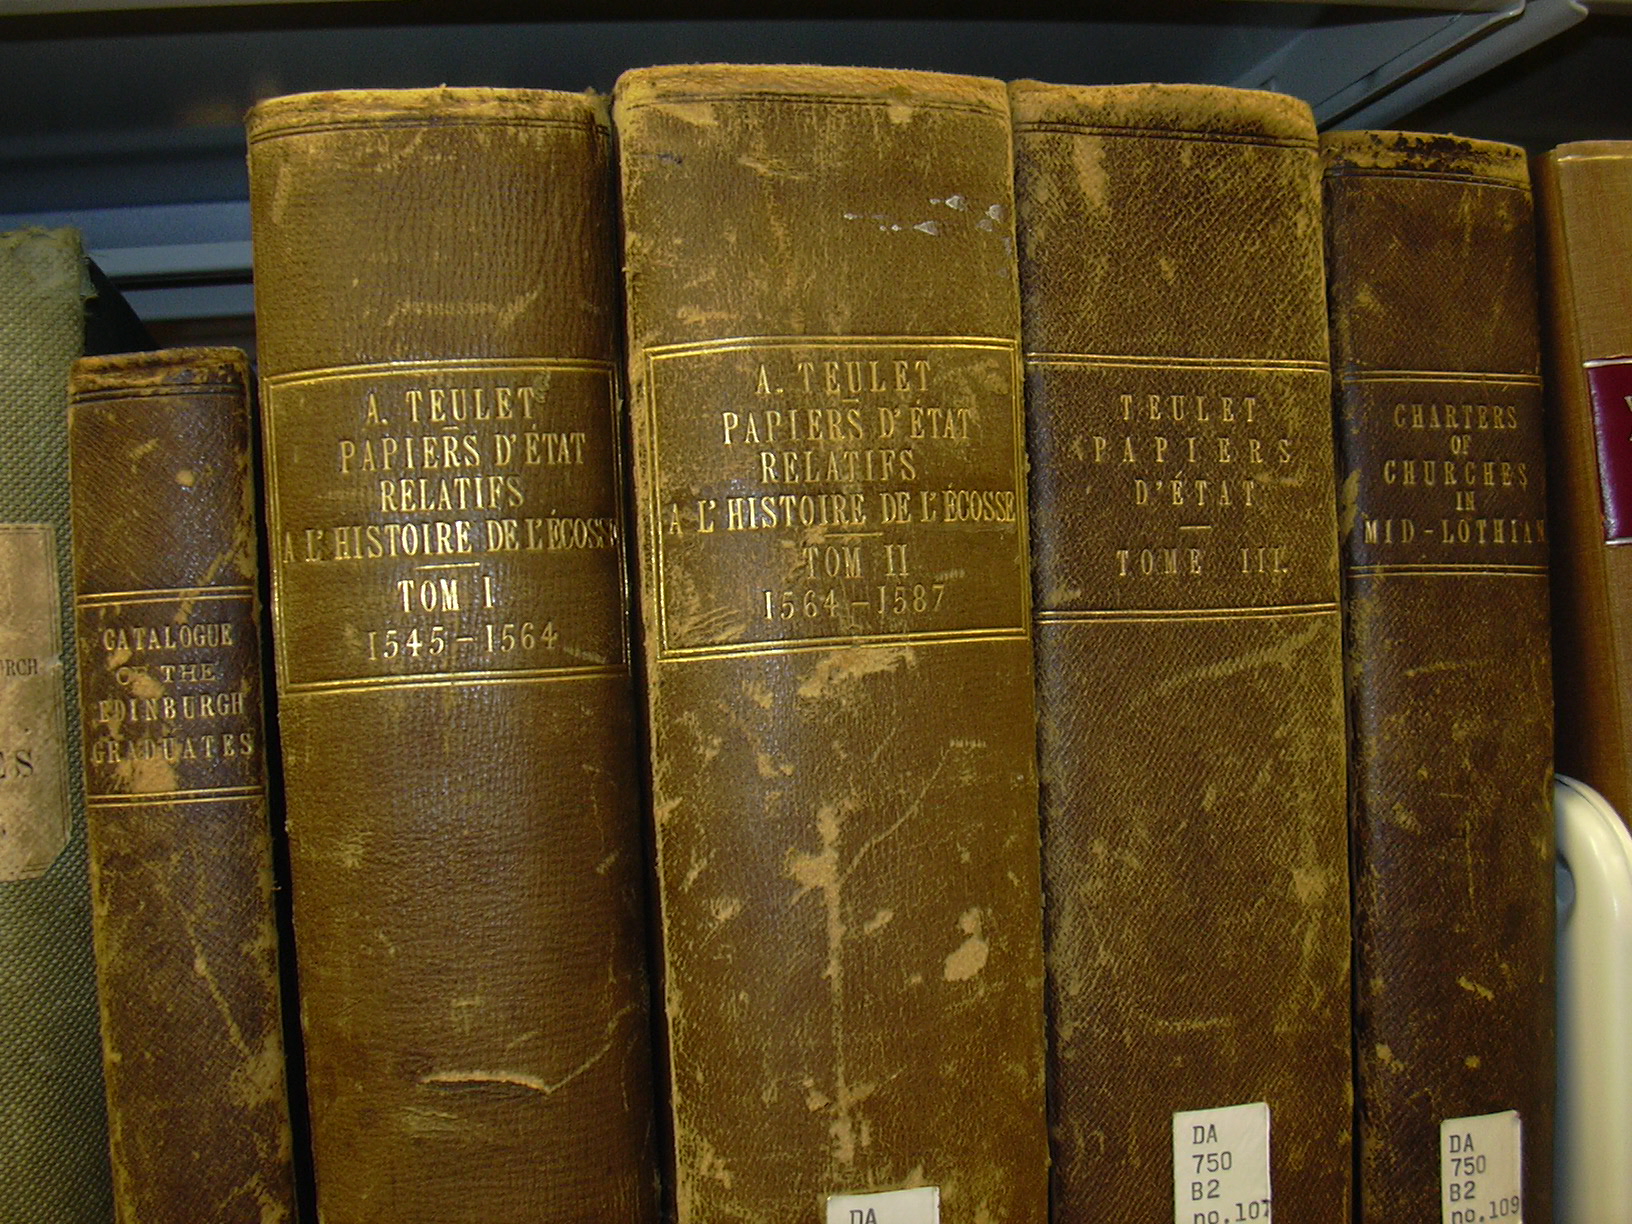 CATALOGUE
OF THE
EDINBURGH
GRADUATES
A. TEULET
PAPIERS D'ÉTAT
RELATIFS
A L'HISTOIRE DE L'ÉCOSSE
TOM I
1545-1564
A. TEULET
PAPIERS D'ÉTAT
RELATIFS
A L'HISTOIRE DE L'ÉCOSSE
TOM II
1564-1587
DA
TEULET
PAPIERS
D'ÉTAT
TOME III.
DA
750
B2
no.107
CHARTERS
OF
CHURCHES
IN
MID-LOTHIAN
DA
750
B2
no.109